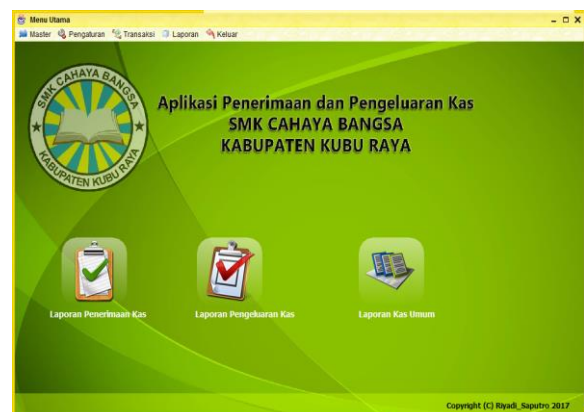 Menu Utama
Master Pengaturan Transaksi Laporan Keluar
SMK CAHAYA BANGSA
KABUPATEN KUBU RAYA
Aplikasi Penerimaan dan Pengeluaran Kas
SMK CAHAYA BANGSA
KABUPATEN KUBU RAYA
Laporan Penerimaan Kas Laporan Pengeluaran Kas Laporan Kas Umum
Copyright (C) Riyadi_Saputro 2017